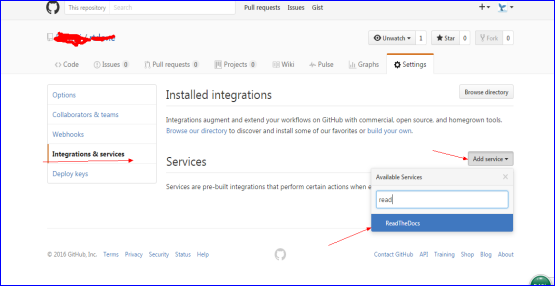 This repository Search Pull requests Issues Gist
Unwatch 1 Star 0 Fork 0
Code Issues 0 Pull requests 0 Projects 0 Wiki Pulse Graphs Settings
Options
Collaborators & teams
Webhooks
Integrations & services
Deploy keys
Installed integrations
Browse directory
Integrations augment and extend your workflows on GitHub with commercial, open source, and homegrown tools.
Browse our directory to discover and install some of our favorites or build your own.
Services
Add service
Services are pre-built integrations that perform certain actions when e
Available Services
read
ReadTheDocs
© 2016 GitHub, Inc. Terms Privacy Security Status Help
Contact GitHub API Training Shop Blog About